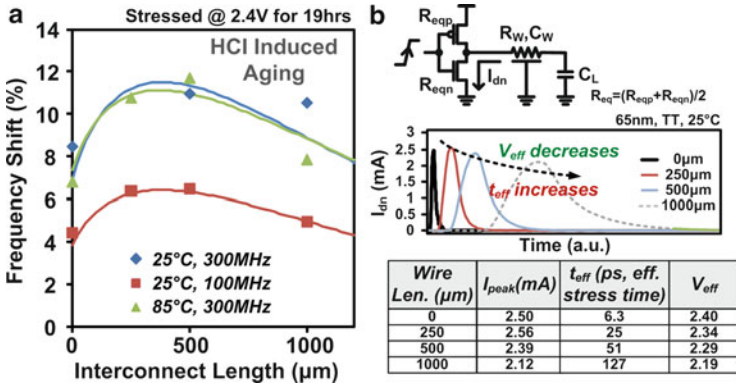 a
Stressed @ 2.4V for 19hrs
HCI Induced
Aging
Frequency Shift (%)
14
12
10
8
6
4
2
0
25°C, 300MHz
25°C, 100MHz
85°C, 300MHz
0
500
1000
Interconnect Length (µm)
b
Reqp
Reqn
Idn
RW,CW
CL
Req=(Reqp+Reqn)/2
65nm, TT, 25°C
Idn (mA)
3
2.5
2
1.5
1
0.5
0
Veff decreases
teff increases
0µm
250µm
500µm
1000µm
Time (a.u.)
Wire Len. (µm) Ipeak(mA) teff (ps, eff. stress time) Veff
0 2.50 6.3 2.40
250 2.56 25 2.34
500 2.39 51 2.29
1000 2.12 127 2.19